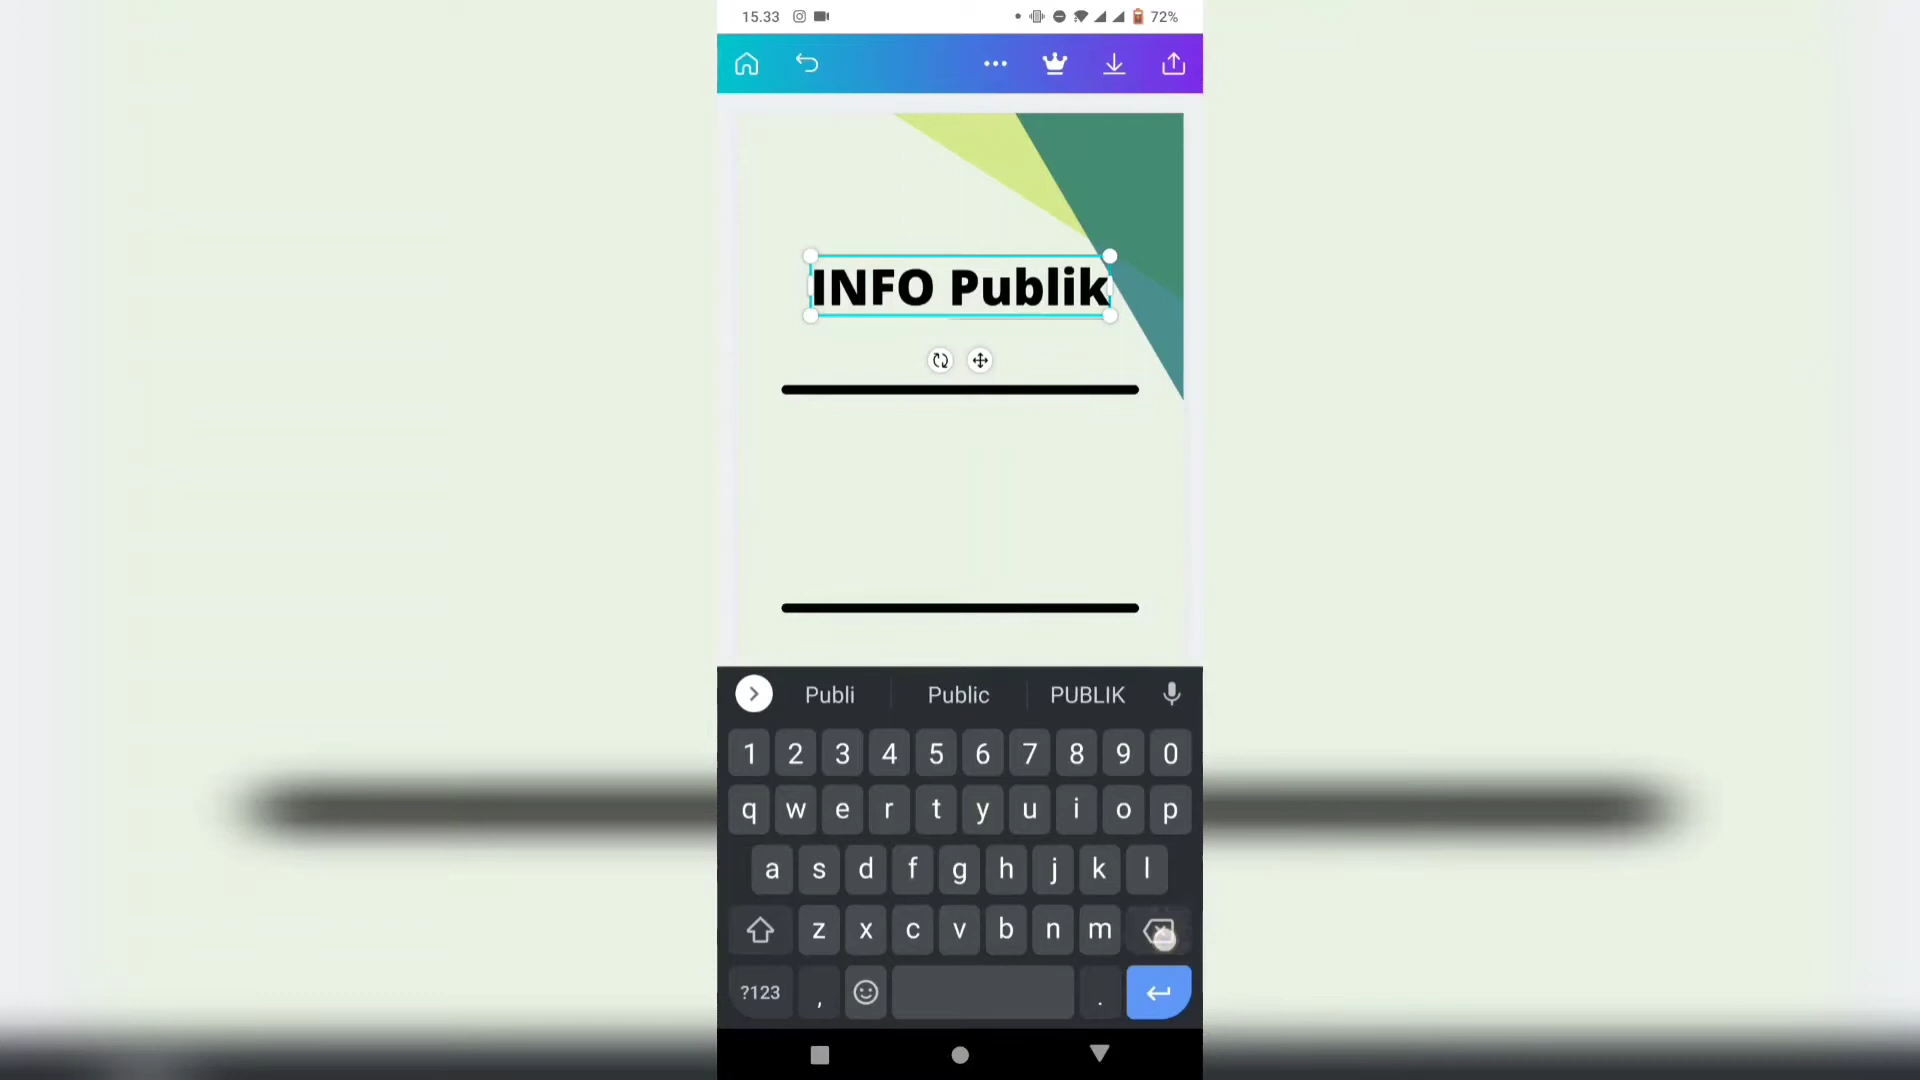 15.33 72%
INFO Publik
Publi Public PUBLIK
1 2 3 4 5 6 7 8 9 0
q w e r t y u i o p
a s d f g h j k l
z x c v b n m
?123 , .